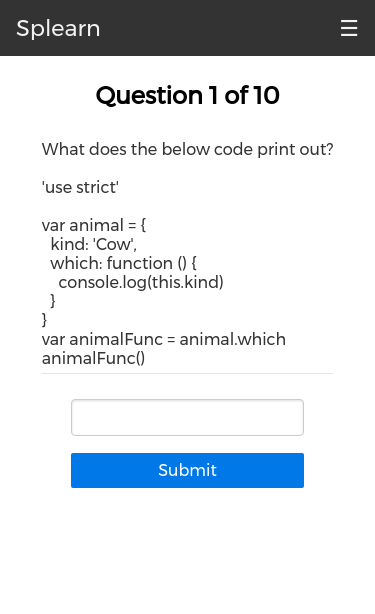 Splearn ☰
Question 1 of 10
What does the below code print out?
'use strict'
var animal = {
  kind: 'Cow',
  which: function () {
    console.log(this.kind)
  }
}
var animalFunc = animal.which
animalFunc()
Submit